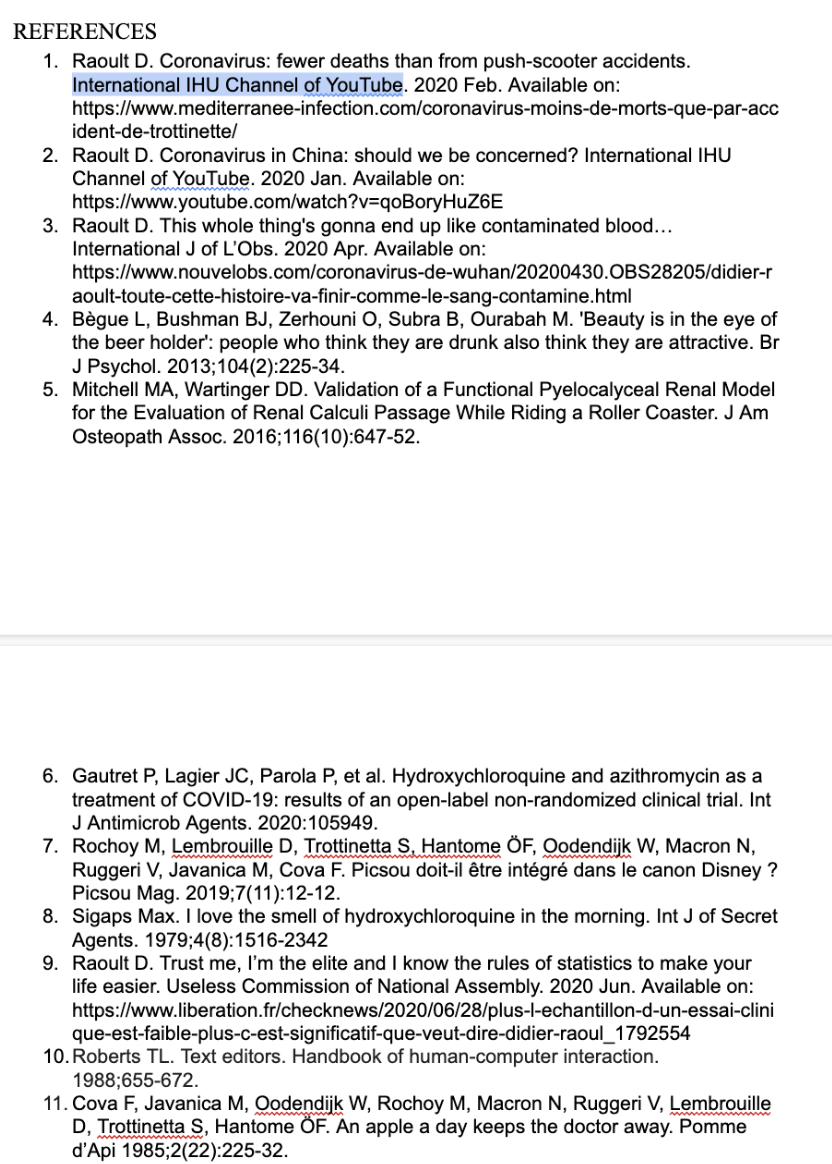 REFERENCES
1. Raoult D. Coronavirus: fewer deaths than from push-scooter accidents.
International IHU Channel of YouTube. 2020 Feb. Available on:
https://www.mediterranee-infection.com/coronavirus-moins-de-morts-que-par-acc
ident-de-trottinette/
2. Raoult D. Coronavirus in China: should we be concerned? International IHU
Channel of YouTube. 2020 Jan. Available on:
https://www.youtube.com/watch?v=qoBoryHuZ6E
3. Raoult D. This whole thing's gonna end up like contaminated blood…
International J of L’Obs. 2020 Apr. Available on:
https://www.nouvelobs.com/coronavirus-de-wuhan/20200430.OBS28205/didier-r
aoult-toute-cette-histoire-va-finir-comme-le-sang-contamine.html
4. Bègue L, Bushman BJ, Zerhouni O, Subra B, Ourabah M. 'Beauty is in the eye of
the beer holder': people who think they are drunk also think they are attractive. Br
J Psychol. 2013;104(2):225-34.
5. Mitchell MA, Wartinger DD. Validation of a Functional Pyelocalyceal Renal Model
for the Evaluation of Renal Calculi Passage While Riding a Roller Coaster. J Am
Osteopath Assoc. 2016;116(10):647-52.
6. Gautret P, Lagier JC, Parola P, et al. Hydroxychloroquine and azithromycin as a
treatment of COVID-19: results of an open-label non-randomized clinical trial. Int
J Antimicrob Agents. 2020:105949.
7. Rochoy M, Lembrouille D, Trottinetta S, Hantome ÖF, Oodendijk W, Macron N,
Ruggeri V, Javanica M, Cova F. Picsou doit-il être intégré dans le canon Disney ?
Picsou Mag. 2019;7(11):12-12.
8. Sigaps Max. I love the smell of hydroxychloroquine in the morning. Int J of Secret
Agents. 1979;4(8):1516-2342
9. Raoult D. Trust me, I’m the elite and I know the rules of statistics to make your
life easier. Useless Commission of National Assembly. 2020 Jun. Available on:
https://www.liberation.fr/checknews/2020/06/28/plus-l-echantillon-d-un-essai-clini
que-est-faible-plus-c-est-significatif-que-veut-dire-didier-raoul_1792554
10. Roberts TL. Text editors. Handbook of human-computer interaction.
1988;655-672.
11. Cova F, Javanica M, Oodendijk W, Rochoy M, Macron N, Ruggeri V, Lembrouille
D, Trottinetta S, Hantome ÖF. An apple a day keeps the doctor away. Pomme
d’Api 1985;2(22):225-32.